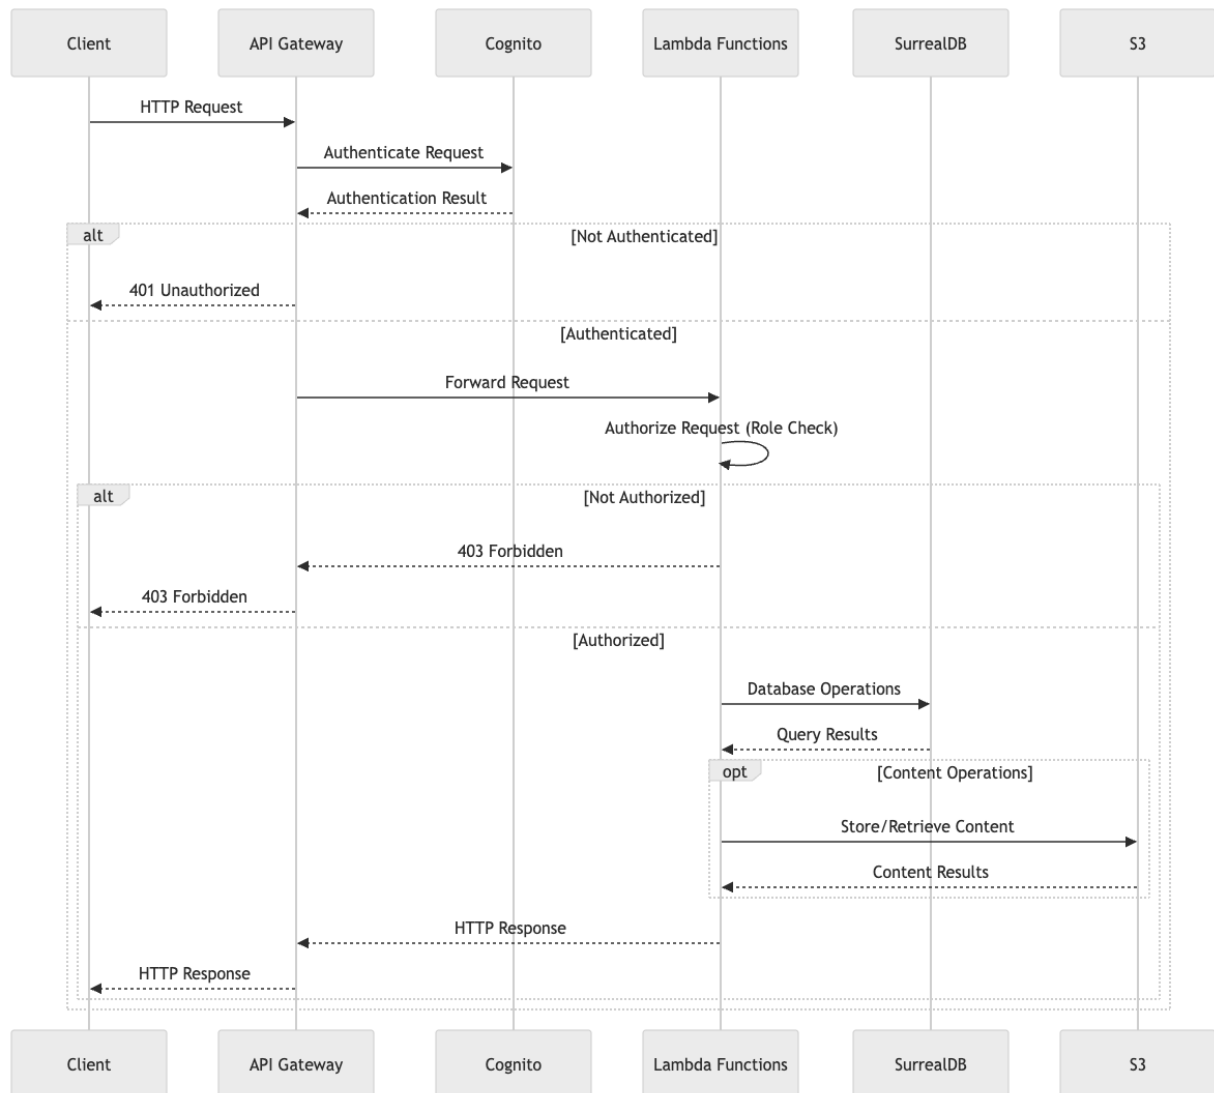 Client
API Gateway
Cognito
Lambda Functions
SurrealDB
S3
HTTP Request
Authenticate Request
Authentication Result
alt
[Not Authenticated]
401 Unauthorized
[Authenticated]
Forward Request
Authorize Request (Role Check)
alt
[Not Authorized]
403 Forbidden
403 Forbidden
[Authorized]
Database Operations
Query Results
opt
[Content Operations]
Store/Retrieve Content
Content Results
HTTP Response
HTTP Response
Client
API Gateway
Cognito
Lambda Functions
SurrealDB
S3